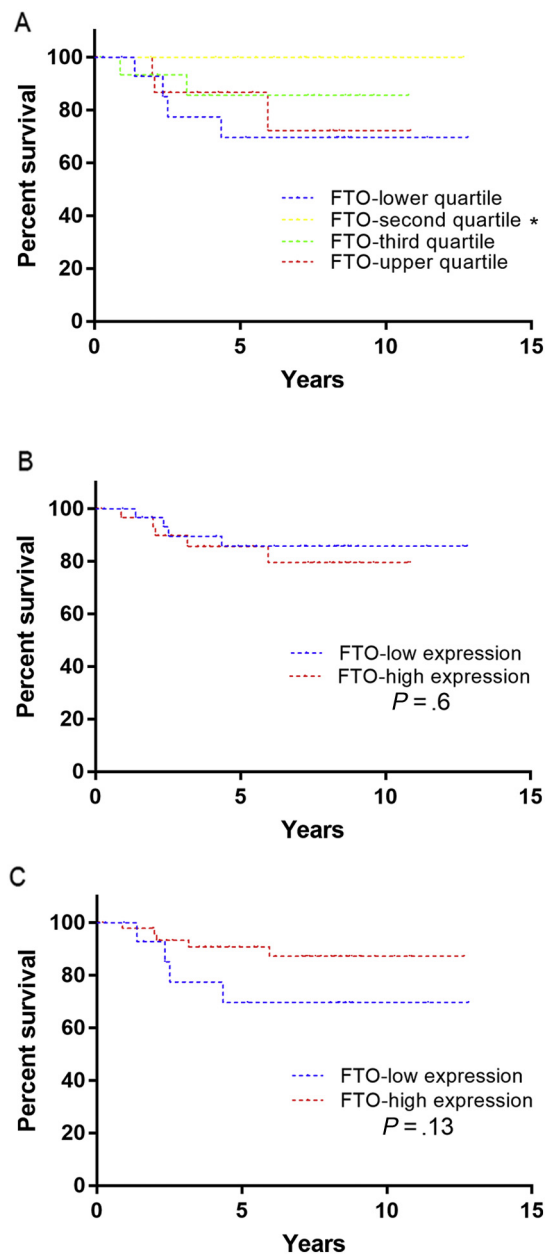 A
Percent survival
100
80
60
40
20
0
FTO-lower quartile
FTO-second quartile *
FTO-third quartile
FTO-upper quartile
0 5 10 15
Years
B
Percent survival
100
80
60
40
20
0
FTO-low expression
FTO-high expression
P = .6
0 5 10 15
Years
C
Percent survival
100
80
60
40
20
0
FTO-low expression
FTO-high expression
P = .13
0 5 10 15
Years